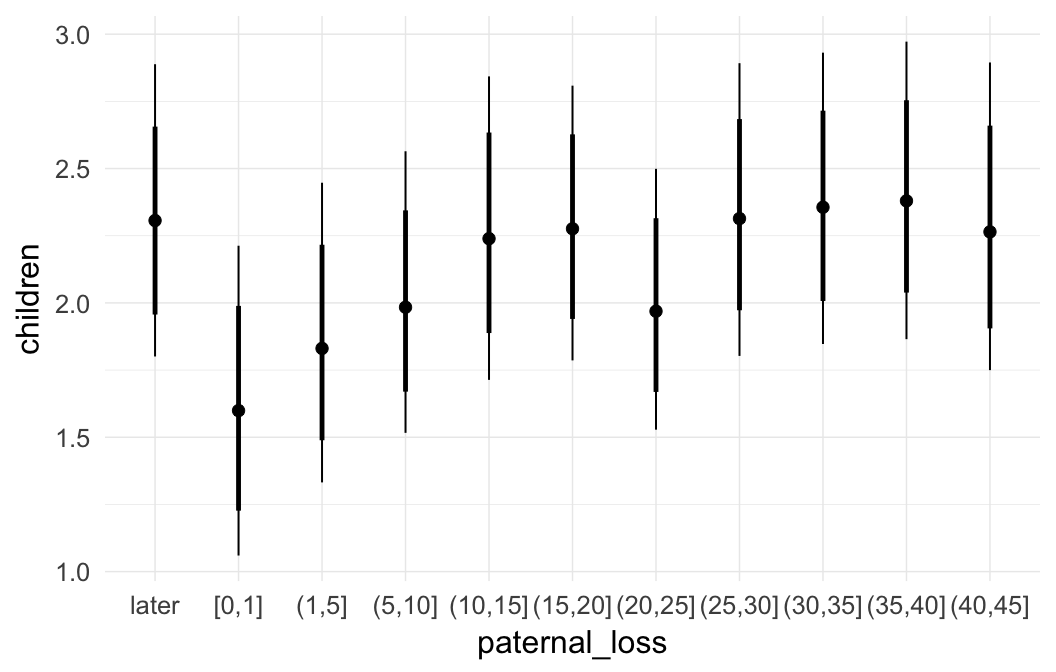 children
3.0
2.5
2.0
1.5
1.0
later [0,1] (1,5] (5,10] (10,15] (15,20] (20,25] (25,30] (30,35] (35,40] (40,45]
paternal_loss